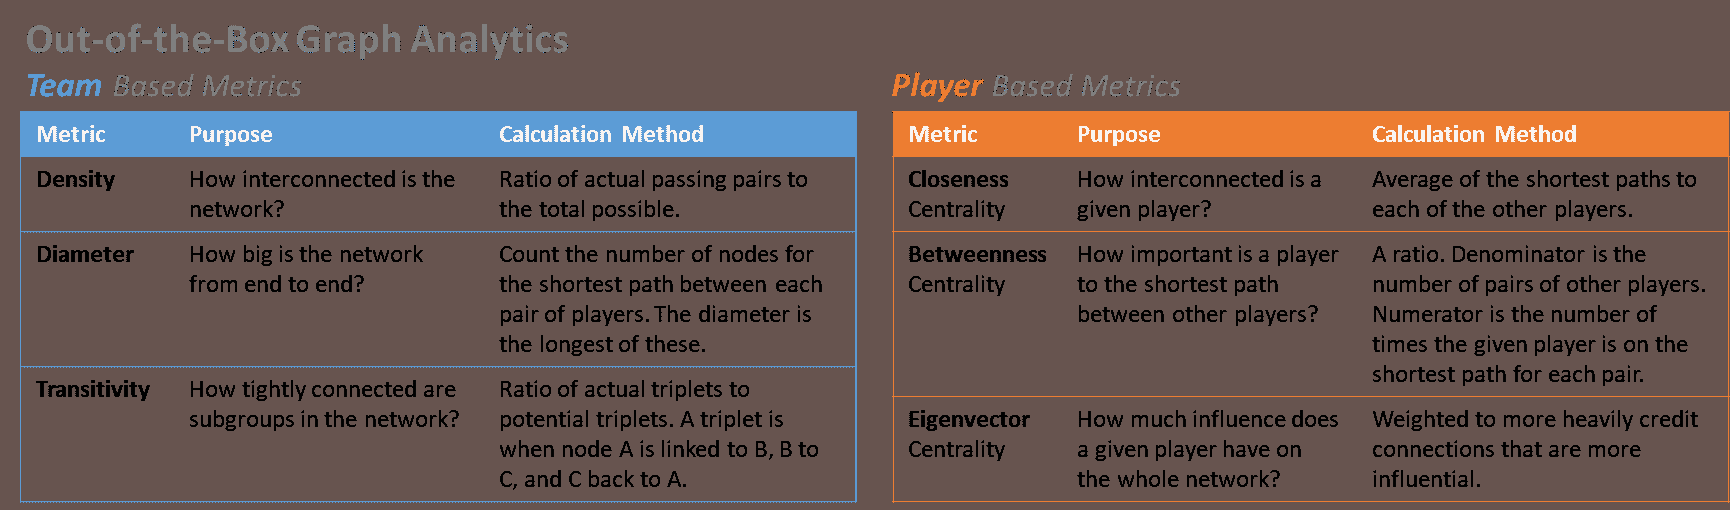 Out-of-the-Box Graph Analytics
Team Based Metrics
Metric Purpose Calculation Method
Density How interconnected is the Ratio of actual passing pairs to
network? the total possible.
Diameter How big is the network Count the number of nodes for
from end to end? the shortest path between each
pair of players. The diameter is
the longest of these.
Transitivity How tightly connected are Ratio of actual triplets to
subgroups in the network? potential triplets. A triplet is
when node A is linked to B, B to
C, and C back to A.
Player Based Metrics
Metric Purpose Calculation Method
Closeness How interconnected is a Average of the shortest paths to
Centrality given player? each of the other players.
Betweenness How important is a player A ratio. Denominator is the
Centrality to the shortest path number of pairs of other players.
between other players? Numerator is the number of
times the given player is on the
shortest path for each pair.
Eigenvector How much influence does Weighted to more heavily credit
Centrality a given player have on connections that are more
the whole network? influential.